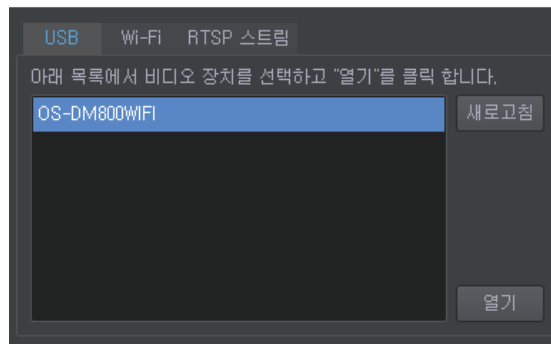 USB Wi-Fi RTSP 스트림
아래 목록에서 비디오 장치를 선택하고 "열기"를 클릭 합니다.
OS-DM800WIFI
새로고침
열기